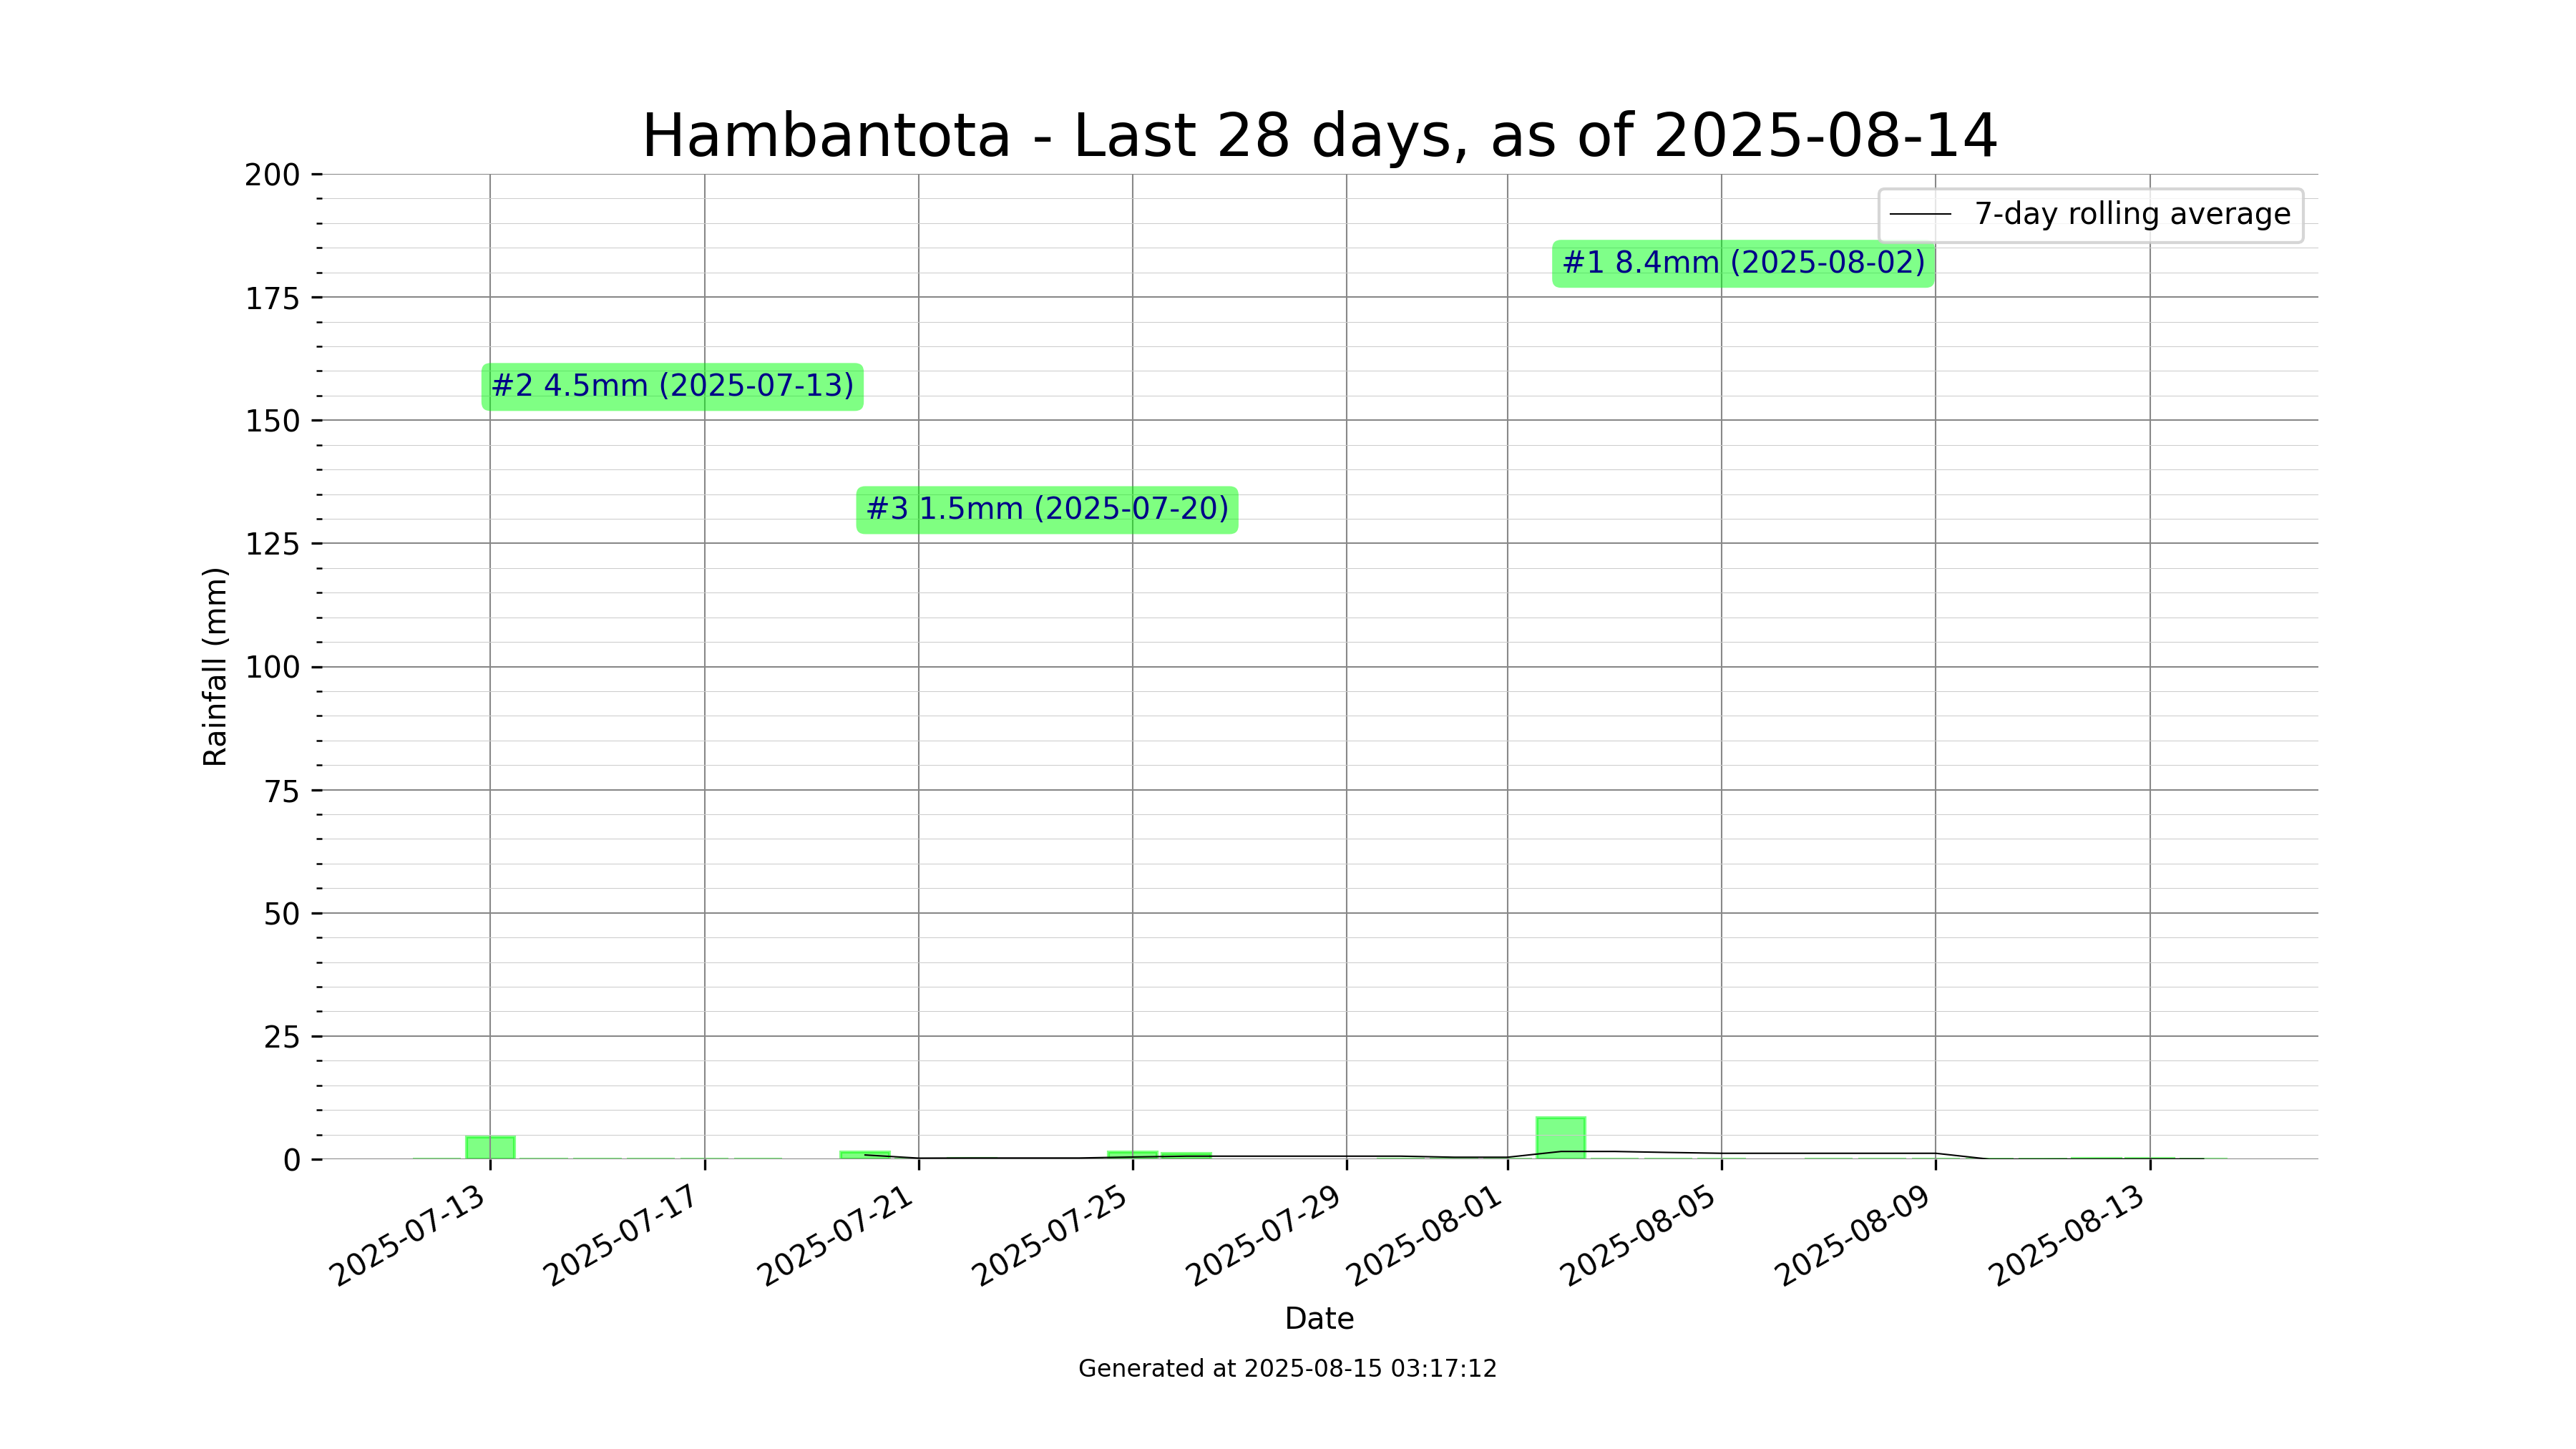 Hambantota - Last 28 days, as of 2025-08-14
200
175
150
125
100
75
50
25
0
Rainfall (mm)
7-day rolling average
#1 8.4mm (2025-08-02)
#2 4.5mm (2025-07-13)
#3 1.5mm (2025-07-20)
2025-07-13
2025-07-17
2025-07-21
2025-07-25
2025-07-29
2025-08-01
2025-08-05
2025-08-09
2025-08-13
Date
Generated at 2025-08-15 03:17:12